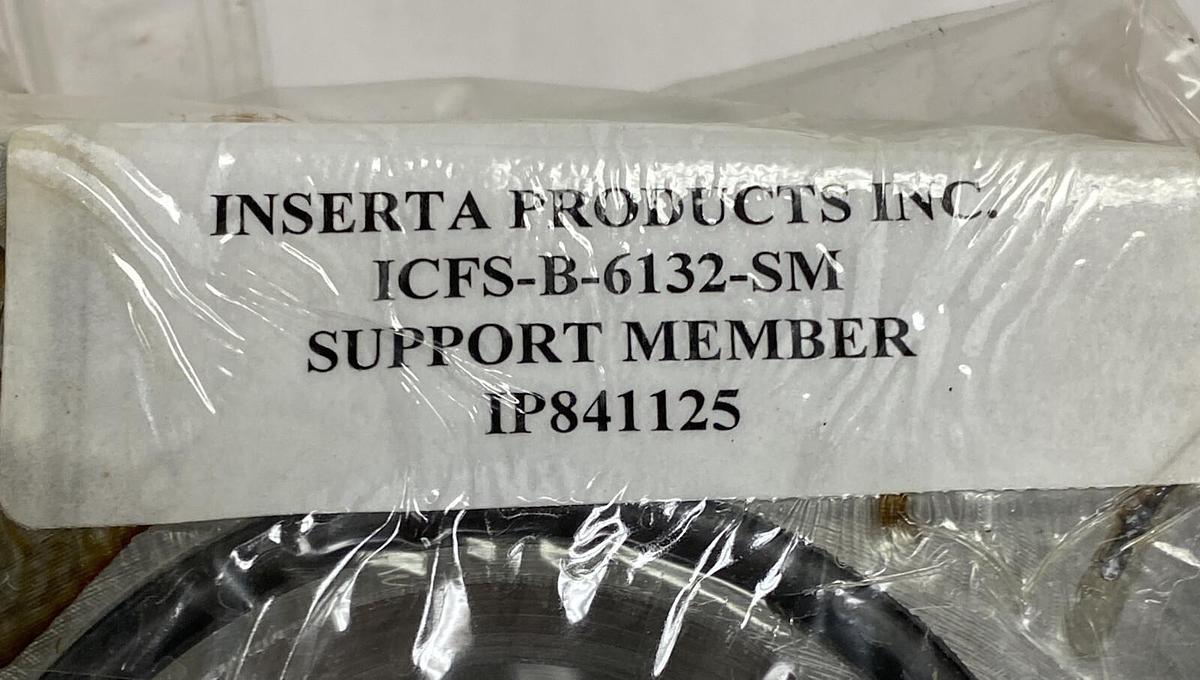 INSERTA PRODUCTS INC.
ICFS-B-6132-SM
SUPPORT MEMBER
IP841125